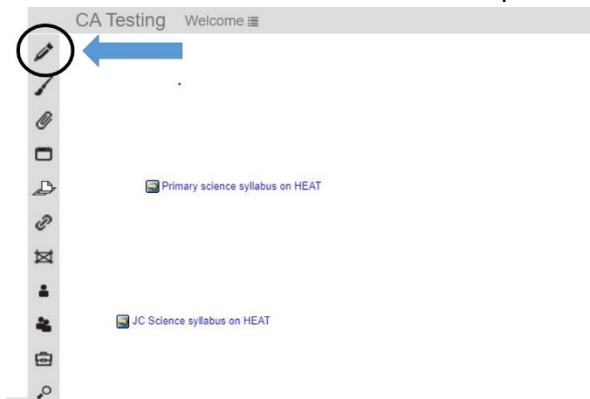 CA Testing Welcome
Primary science syllabus on HEAT
JC Science syllabus on HEAT